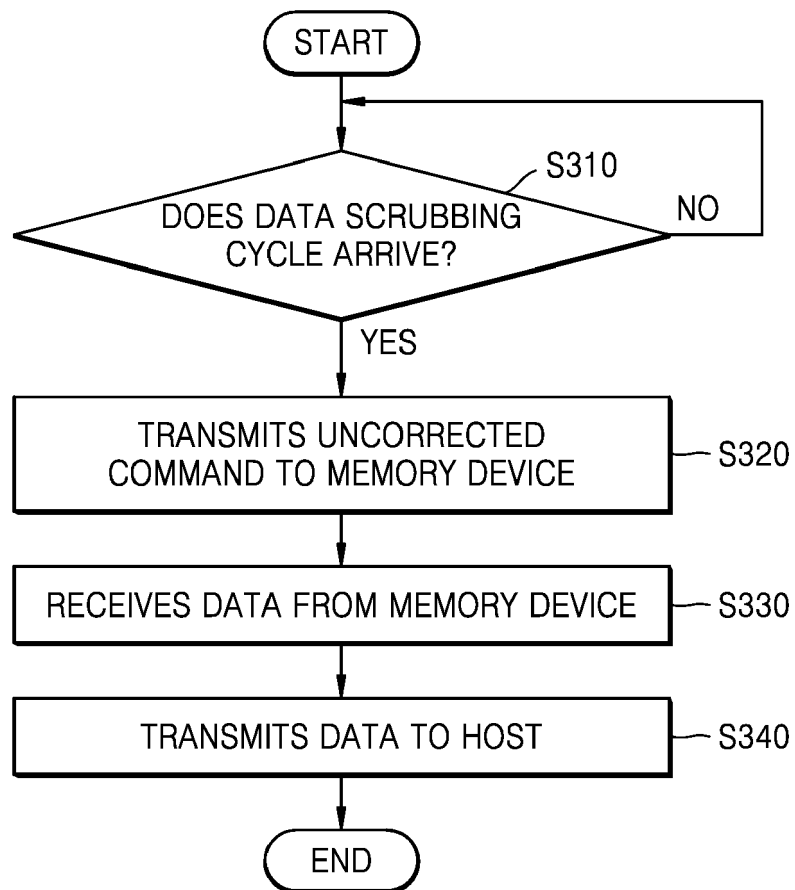 START
S310
DOES DATA SCRUBBING
CYCLE ARRIVE?
NO
YES
TRANSMITS UNCORRECTED
COMMAND TO MEMORY DEVICE
S320
RECEIVES DATA FROM MEMORY DEVICE
S330
TRANSMITS DATA TO HOST
S340
END